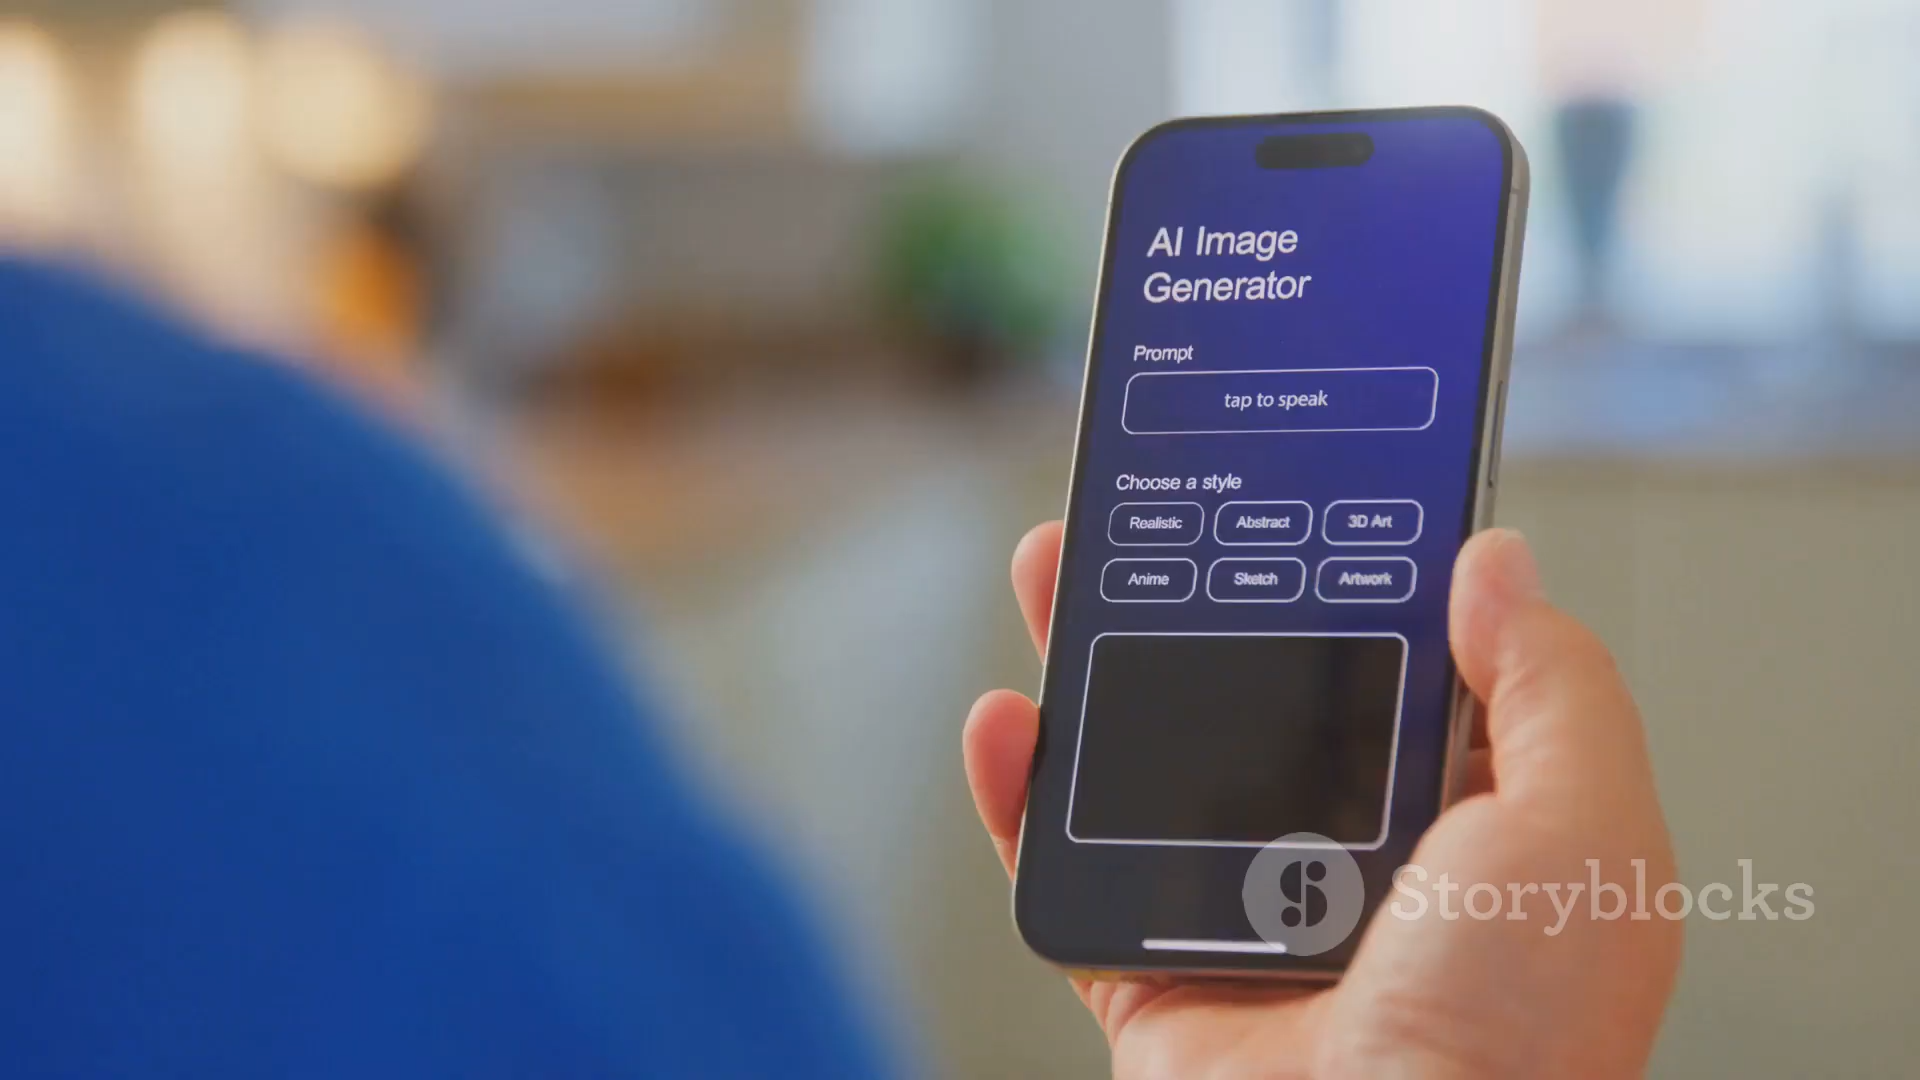 AI Image
Generator
Prompt
tap to speak
Choose a style
Realistic Abstract 3D Art
Anime Sketch Artwork
Storyblocks